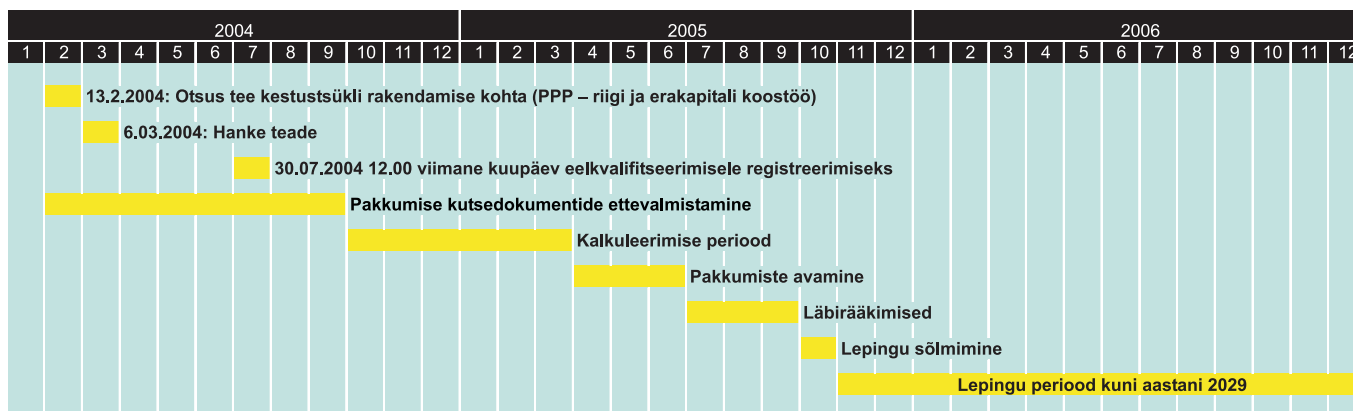 2004 2005 2006
1 2 3 4 5 6 7 8 9 10 11 12 1 2 3 4 5 6 7 8 9 10 11 12 1 2 3 4 5 6 7 8 9 10 11 12
13.2.2004: Otsus tee kestustsükli rakendamise kohta (PPP – riigi ja erakapitali koostöö)
6.03.2004: Hanke teade
30.07.2004 12.00 viimane kuupäev eelkvalifitseerimisele registreerimiseks
Pakkumise kutsedokumentide ettevalmistamine
Kalkuleerimise periood
Pakkumiste avamine
Läbirääkimised
Lepingu sõlmimine
Lepingu periood kuni aastani 2029